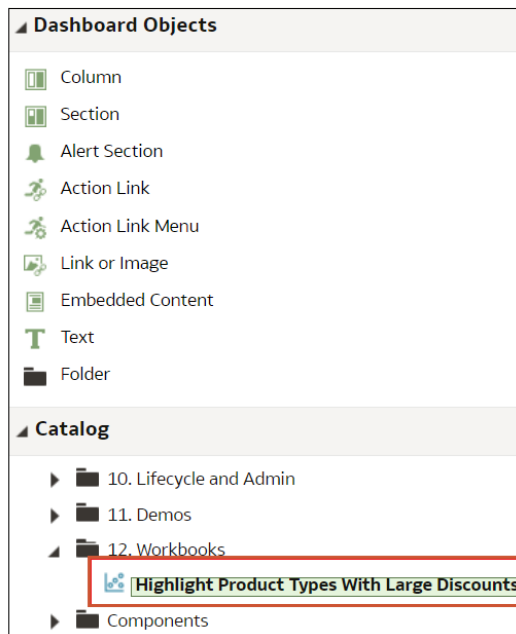 Dashboard Objects
Column
Section
Alert Section
Action Link
Action Link Menu
Link or Image
Embedded Content
Text
Folder
Catalog
10. Lifecycle and Admin
11. Demos
12. Workbooks
Highlight Product Types With Large Discounts
Components